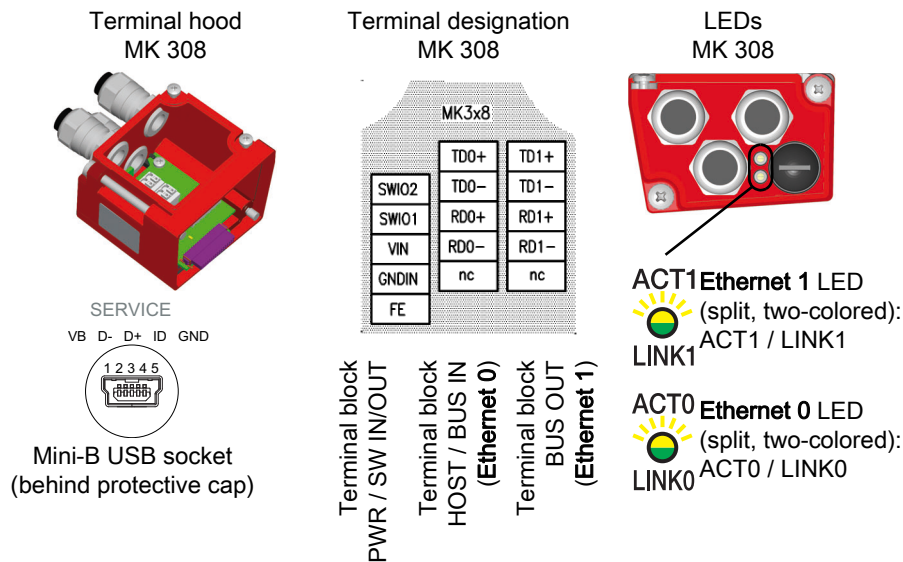 Terminal hood
MK 308
Terminal designation
MK 308
LEDs
MK 308
MK3x8
TD0+ TD1+
SWIO2 TD0- TD1-
SWIO1 RD0+ RD1+
VIN RD0- RD1-
GNDIN nc nc
FE
SERVICE
VB D- D+ ID GND
1 2 3 4 5
Mini-B USB socket
(behind protective cap)
Terminal block
PWR / SW IN/OUT
Terminal block
HOST / BUS IN
(Ethernet 0)
Terminal block
BUS OUT
(Ethernet 1)
ACT1
LINK1
Ethernet 1 LED
(split, two-colored):
ACT1 / LINK1
ACT0
LINK0
Ethernet 0 LED
(split, two-colored):
ACT0 / LINK0